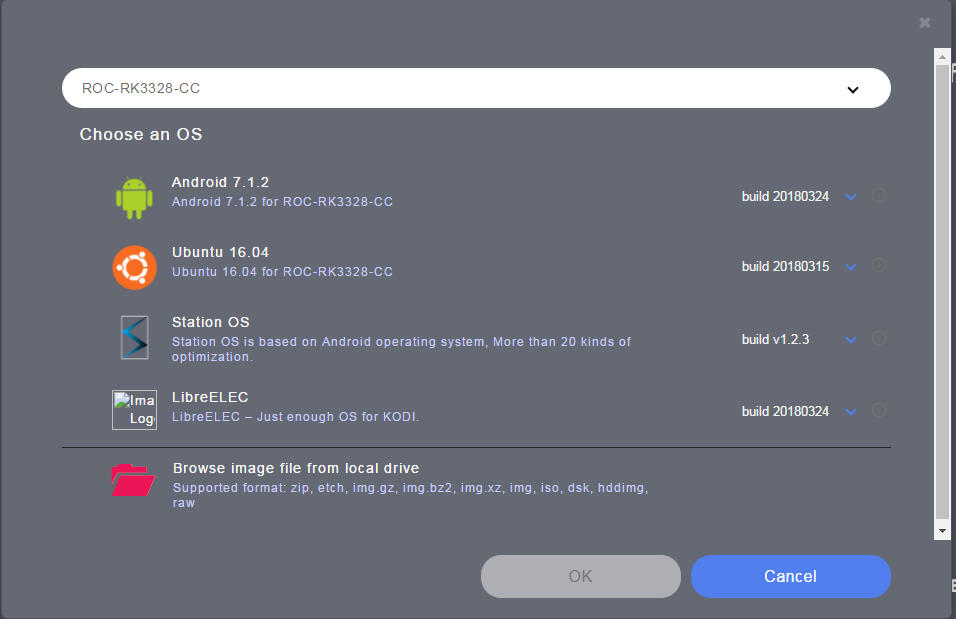 ROC-RK3328-CC
Choose an OS
Android 7.1.2
Android 7.1.2 for ROC-RK3328-CC
build 20180324
Ubuntu 16.04
Ubuntu 16.04 for ROC-RK3328-CC
build 20180315
Station OS
Station OS is based on Android operating system, More than 20 kinds of
optimization.
build v1.2.3
Ima
Logo
LibreELEC
LibreELEC – Just enough OS for KODI.
build 20180324
Browse image file from local drive
Supported format: zip, etch, img.gz, img.bz2, img.xz, img, iso, dsk, hddimg,
raw
OK
Cancel